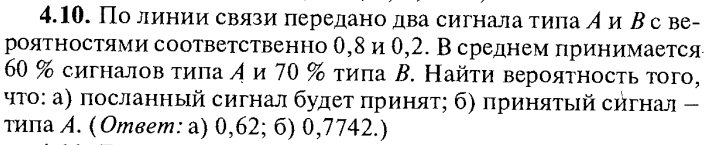 4.10. По линии связи передано два сигнала типа А и В с ве-
роятностями соответственно 0,8 и 0,2. В среднем принимается
60 % сигналов типа А и 70 % типа В. Найти вероятность того,
что: а) посланный сигнал будет принят; б) принятый сигнал –
типа А. (Ответ: а) 0,62; б) 0,7742.)